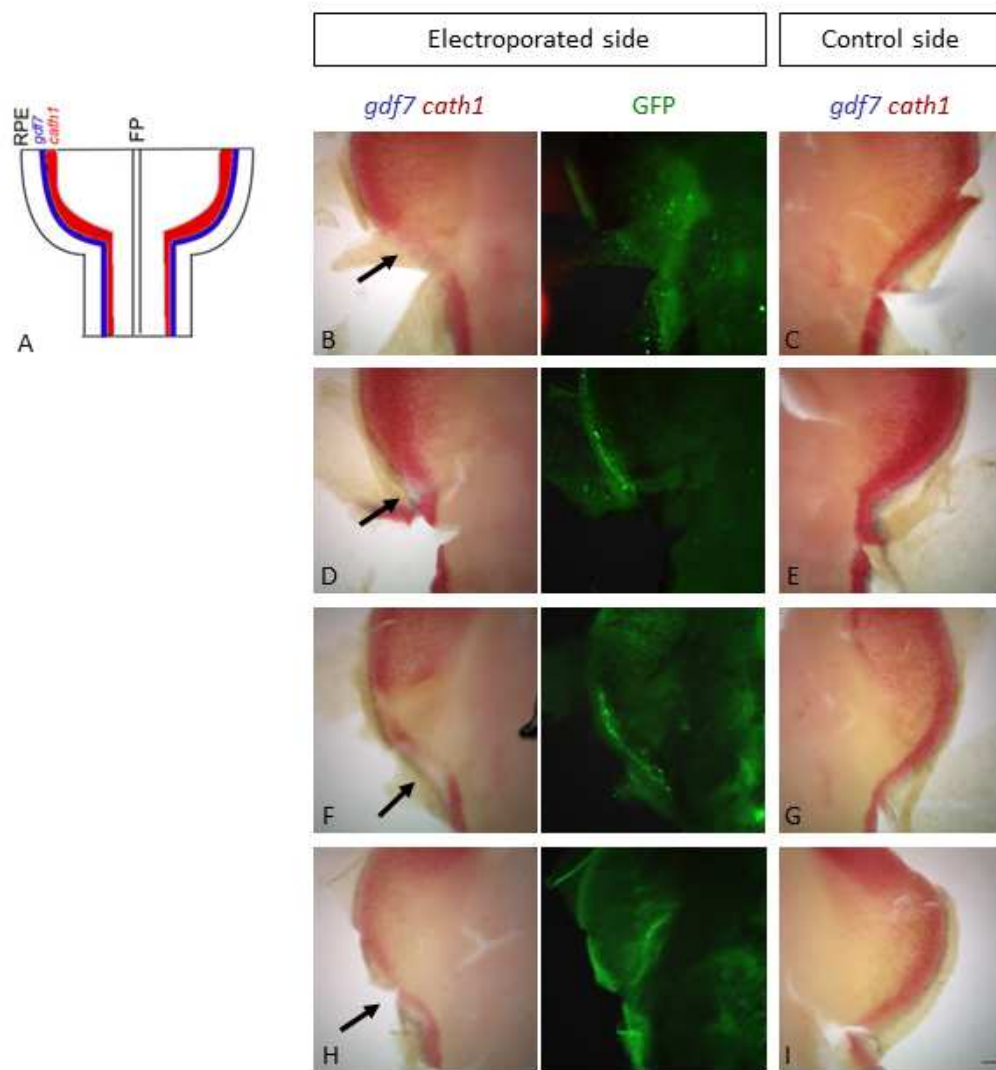 Electroporated side
Control side
gdf7 cath1
GFP
gdf7 cath1
RPE
gdf7
cath1
FP
A
B
C
D
E
F
G
H
I